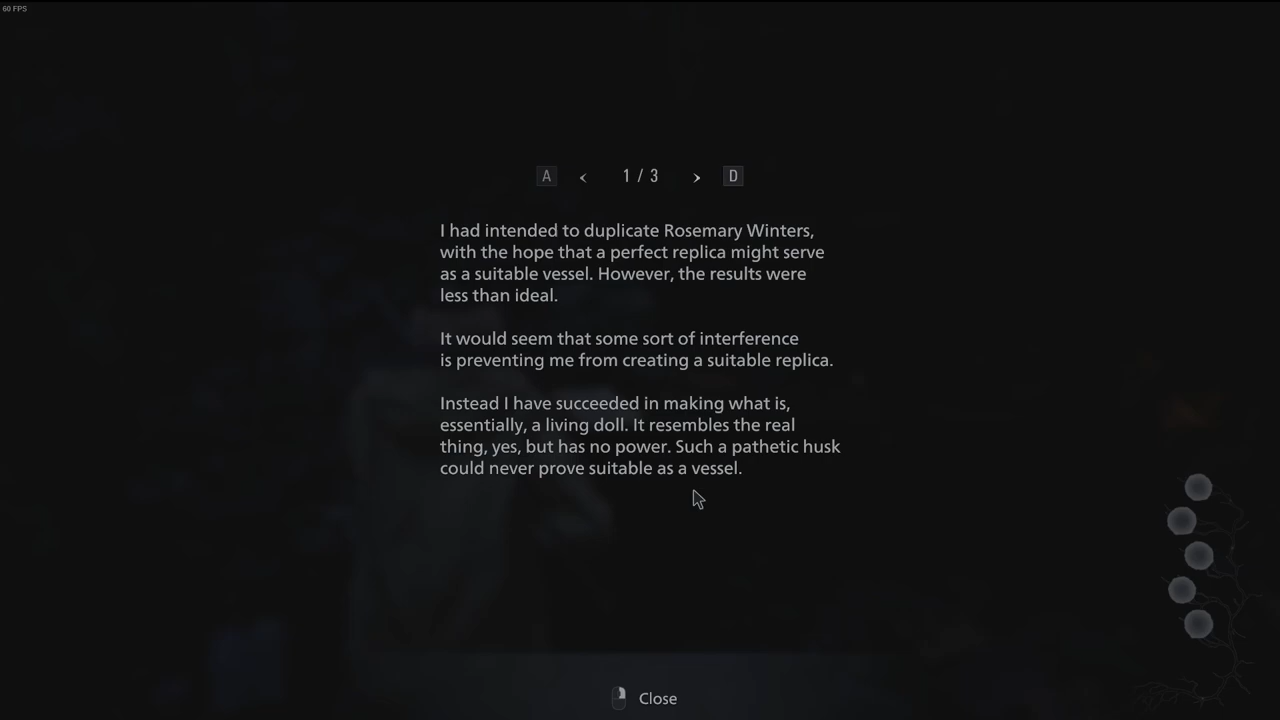 60 FPS
A < 1 / 3 > D
I had intended to duplicate Rosemary Winters,
with the hope that a perfect replica might serve
as a suitable vessel. However, the results were
less than ideal.
It would seem that some sort of interference
is preventing me from creating a suitable replica.
Instead I have succeeded in making what is,
essentially, a living doll. It resembles the real
thing, yes, but has no power. Such a pathetic husk
could never prove suitable as a vessel.
Close